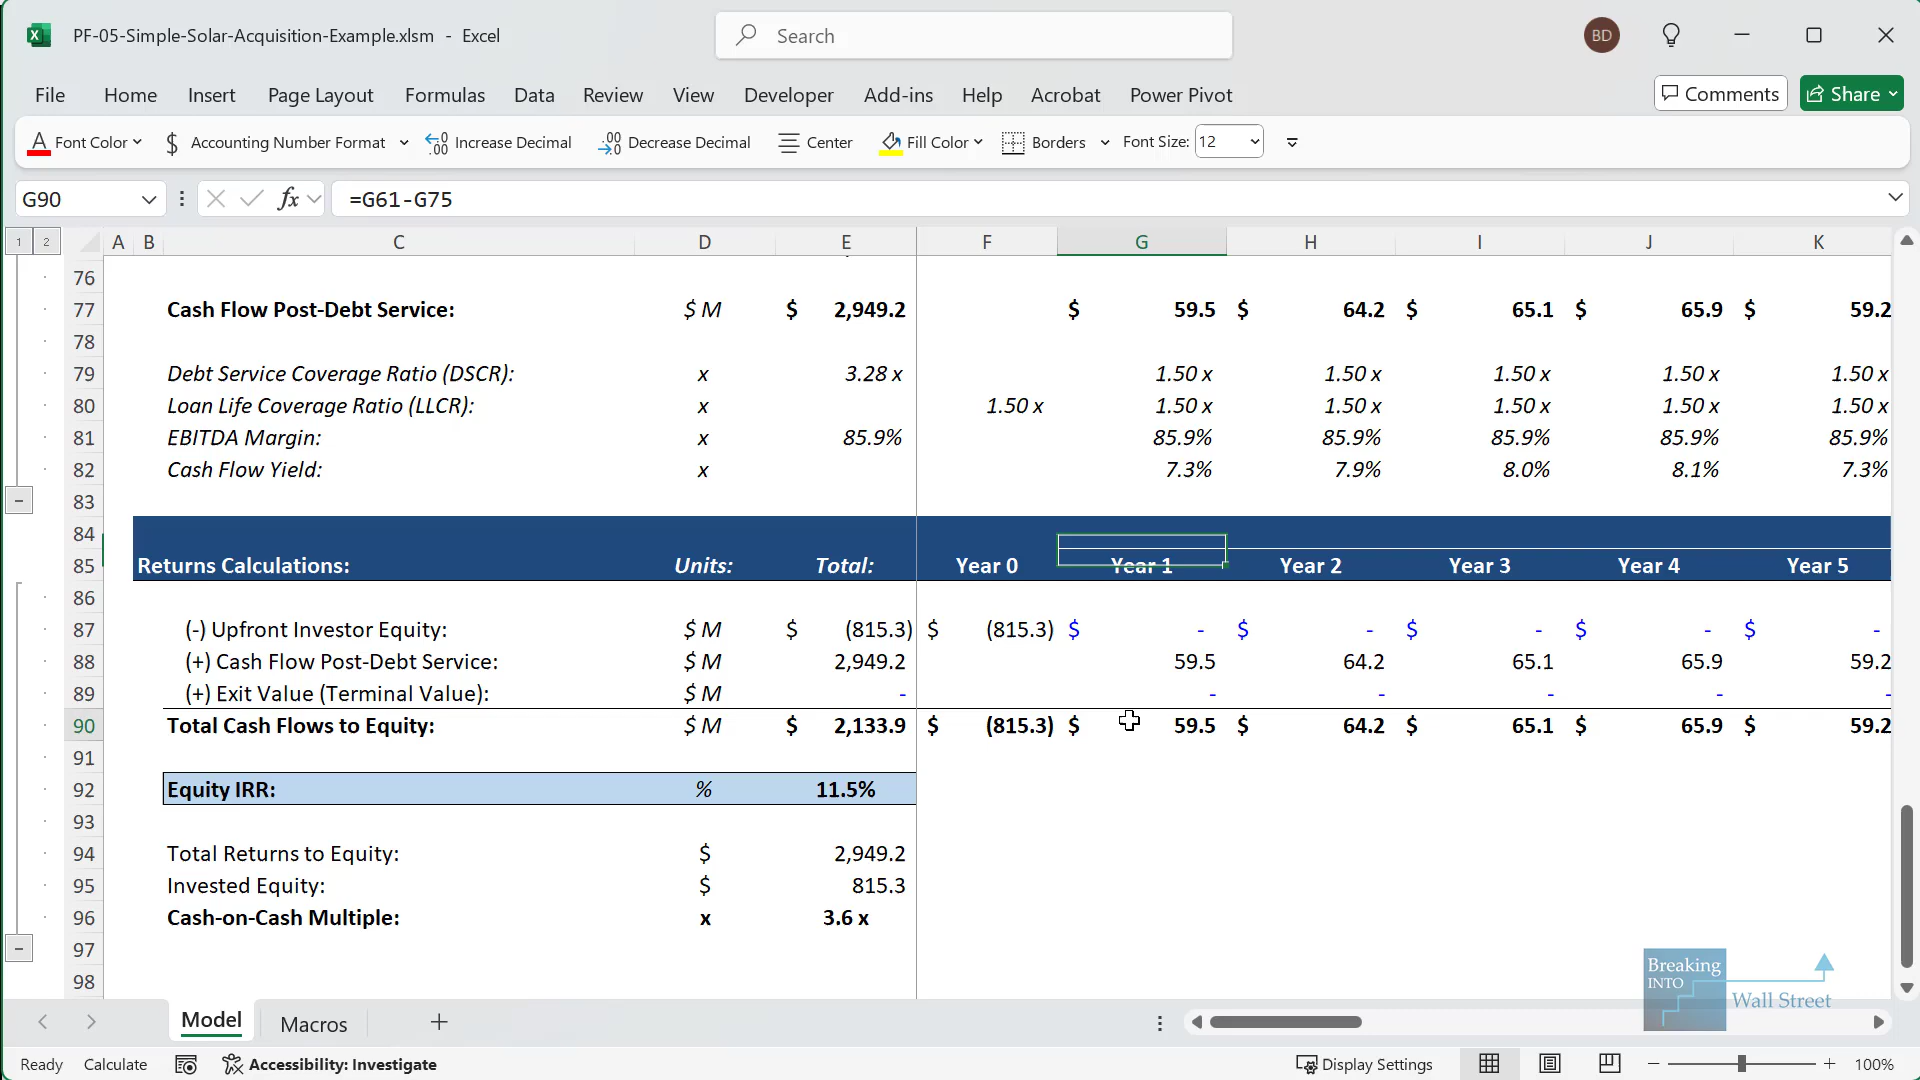 PF-05-Simple-Solar-Acquisition-Example.xlsm - Excel
Search
BD
File Home Insert Page Layout Formulas Data Review View Developer Add-ins Help Acrobat Power Pivot
Comments Share
Font Color $ Accounting Number Format Increase Decimal Decrease Decimal Center Fill Color Borders Font Size: 12
G90 fx =G61-G75
1 2 A B C D E F G H I J K
76
77 Cash Flow Post-Debt Service: $ M $ 2,949.2 $ 59.5 $ 64.2 $ 65.1 $ 65.9 $ 59.2
78
79 Debt Service Coverage Ratio (DSCR): x 3.28 x 1.50 x 1.50 x 1.50 x 1.50 x 1.50 x
80 Loan Life Coverage Ratio (LLCR): x 1.50 x 1.50 x 1.50 x 1.50 x 1.50 x 1.50 x
81 EBITDA Margin: x 85.9% 85.9% 85.9% 85.9% 85.9% 85.9%
82 Cash Flow Yield: x 7.3% 7.9% 8.0% 8.1% 7.3%
83
84
85 Returns Calculations: Units: Total: Year 0 Year 1 Year 2 Year 3 Year 4 Year 5
86
87 (-) Upfront Investor Equity: $ M $ (815.3) $ (815.3) $ - $ - $ - $ - $ -
88 (+) Cash Flow Post-Debt Service: $ M 2,949.2 59.5 64.2 65.1 65.9 59.2
89 (+) Exit Value (Terminal Value): $ M - - - - - -
90 Total Cash Flows to Equity: $ M $ 2,133.9 $ (815.3) $ 59.5 $ 64.2 $ 65.1 $ 65.9 $ 59.2
91
92 Equity IRR: % 11.5%
93
94 Total Returns to Equity: $ 2,949.2
95 Invested Equity: $ 815.3
96 Cash-on-Cash Multiple: x 3.6 x
97
98
Breaking
INTO
Wall Street
Model Macros
Ready Calculate Accessibility: Investigate Display Settings 100%